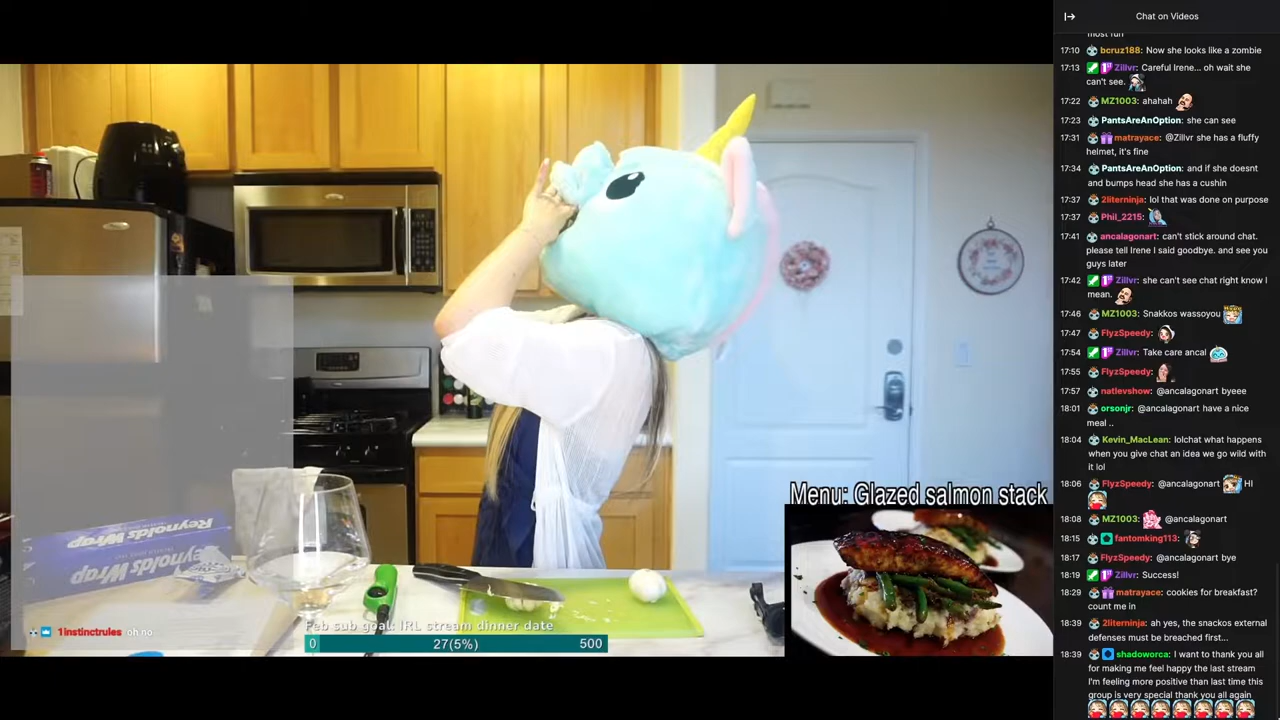 Chat on Videos
most fun
17:10 bcruz188: Now she looks like a zombie
17:13 Zillvr: Careful Irene... oh wait she
can't see.
17:22 MZ1003: ahahah
17:23 PantsAreAnOption: she can see
17:31 matrayace: @Zillvr she has a fluffy
helmet, it's fine
17:34 PantsAreAnOption: and if she doesnt
and bumps head she has a cushin
17:37 2literninja: lol that was done on purpose
17:37 Phil_2215:
17:41 ancalagonart: can't stick around chat.
please tell Irene I said goodbye. and see you
guys later
17:42 Zillvr: she can't see chat right know I
mean.
17:46 MZ1003: Snakkos wassoyou
17:47 FlyzSpeedy:
17:54 Zillvr: Take care ancal
17:55 FlyzSpeedy:
17:57 natlevshow: @ancalagonart byeee
18:01 orsonjr: @ancalagonart have a nice
meal ..
18:04 Kevin_MacLean: lolchat what happens
when you give chat an idea we go wild with
it lol
18:06 FlyzSpeedy: @ancalagonart HI
18:08 MZ1003: @ancalagonart
18:15 fantomking113:
18:17 FlyzSpeedy: @ancalagonart bye
18:19 Zillvr: Success!
18:29 matrayace: cookies for breakfast?
count me in
18:39 2literninja: ah yes, the snackos external
defenses must be breached first...
18:39 shadoworca: I want to thank you all
for making me feel happy the last stream
I'm feeling more positive than last time this
group is very special thank you all again
Menu: Glazed salmon stack
Reynolds Wrap
Reynolds Wrap
1instinctrules oh no
Feb sub goal: IRL stream dinner date
0 27(5%) 500